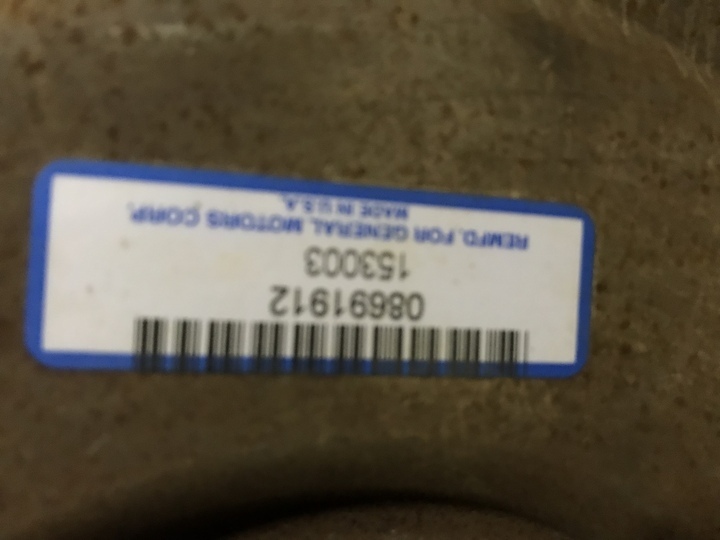 08691912
153003
REMFD. FOR GENERAL MOTORS CORP.
MADE IN U.S.A.